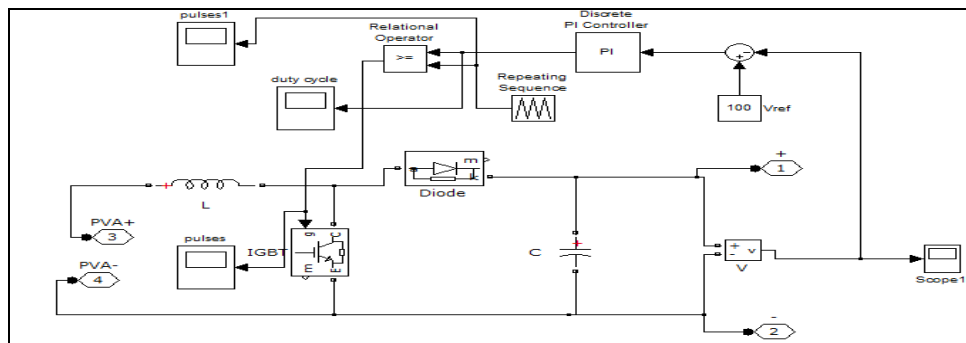 pulses1
Discrete
PI Controller
Relational
Operator
PI
>=
duty cycle
Repeating
Sequence
100
Vref
+
1
m
a
k
Diode
L
PVA+
3
pulses
IGBT
g
C
m
E
C
+
+
-
v
V
PVA-
4
Scope1
-
2